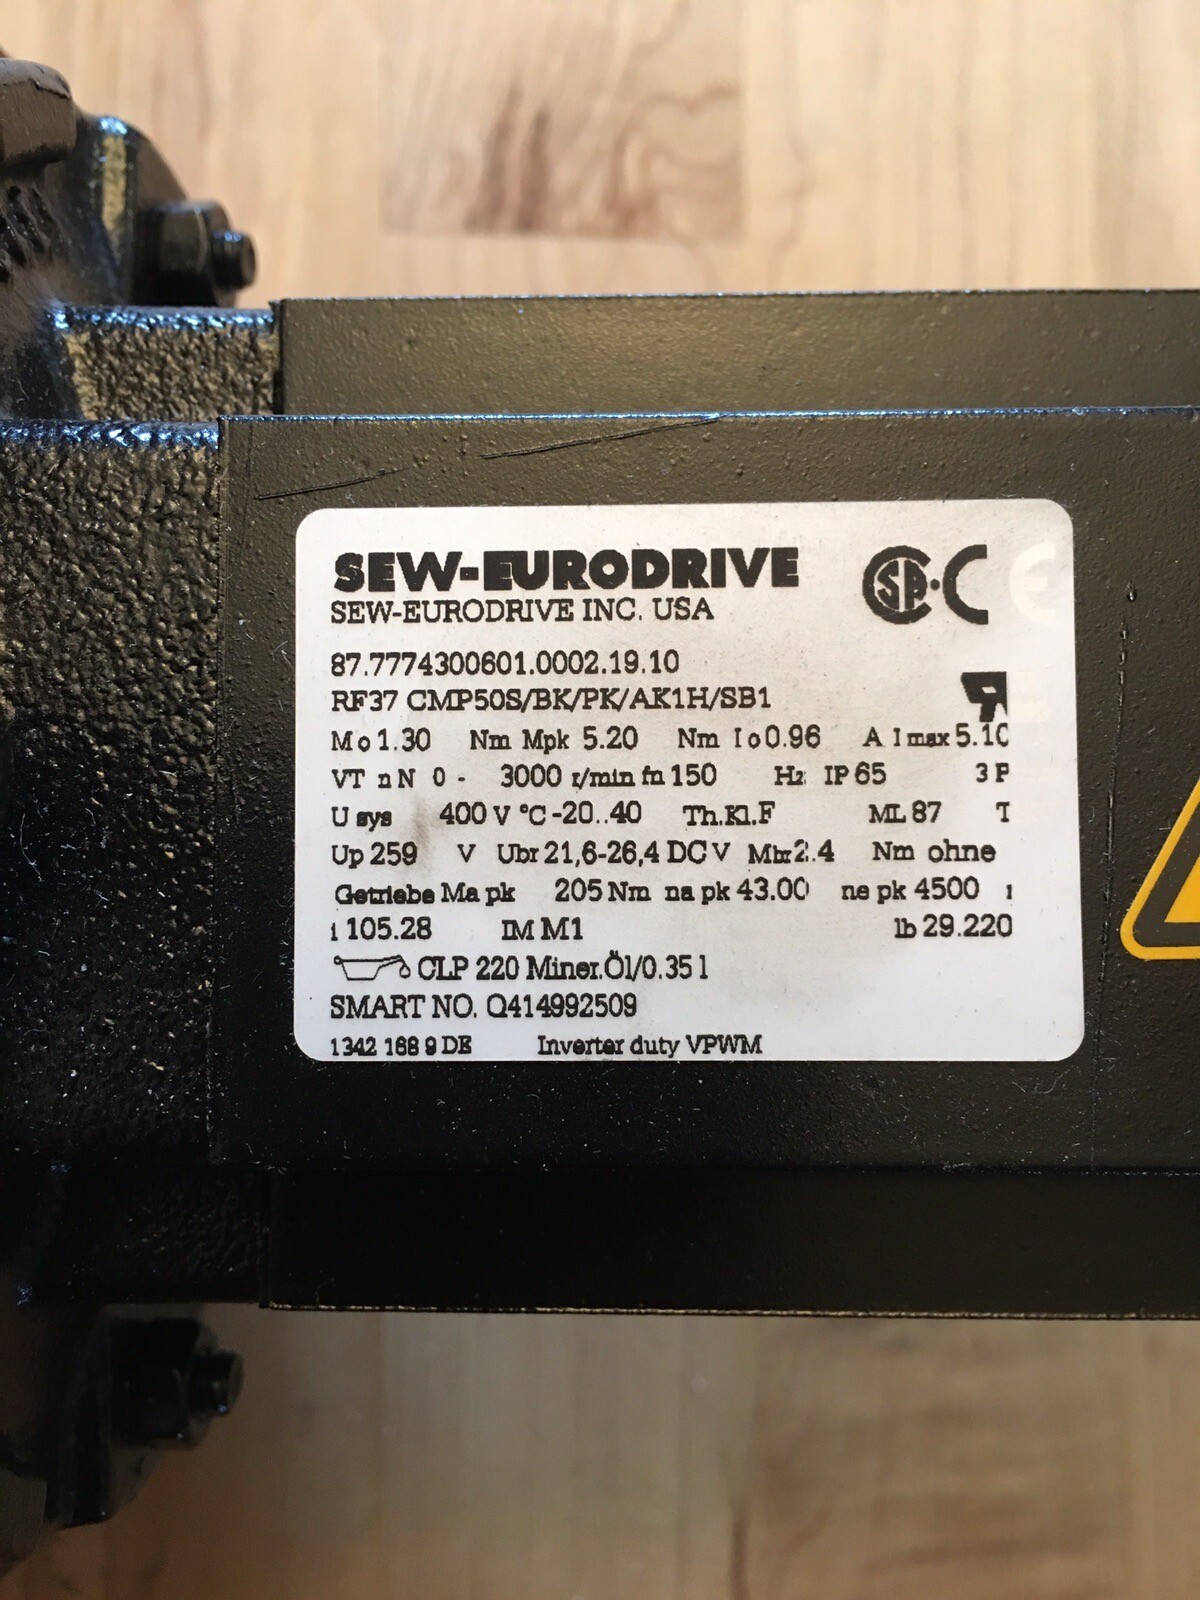 SEW-EURODRIVE
SEW-EURODRIVE INC. USA
87.7774300601.0002.19.10
RF37 CMP50S/BK/PK/AK1H/SB1
Mo 1.30 Nm Mpk 5.20 Nm Io 0.96 A Imax 5.10
VT nN 0 - 3000 r/min fn 150 Hz IP 65 3 P
U sys 400 V °C -20..40 Th.Kl.F ML 87 T
Up 259 V Ubr 21,6-26,4 DC V Mbr 2.4 Nm ohne
Getriebe Ma pk 205 Nm na pk 43.00 ne pk 4500 r
i 105.28 IM M1 lb 29.220
CLP 220 Miner.Öl/0.35 l
SMART NO. Q414992509
1342 168 9 DE Inverter duty VPWM